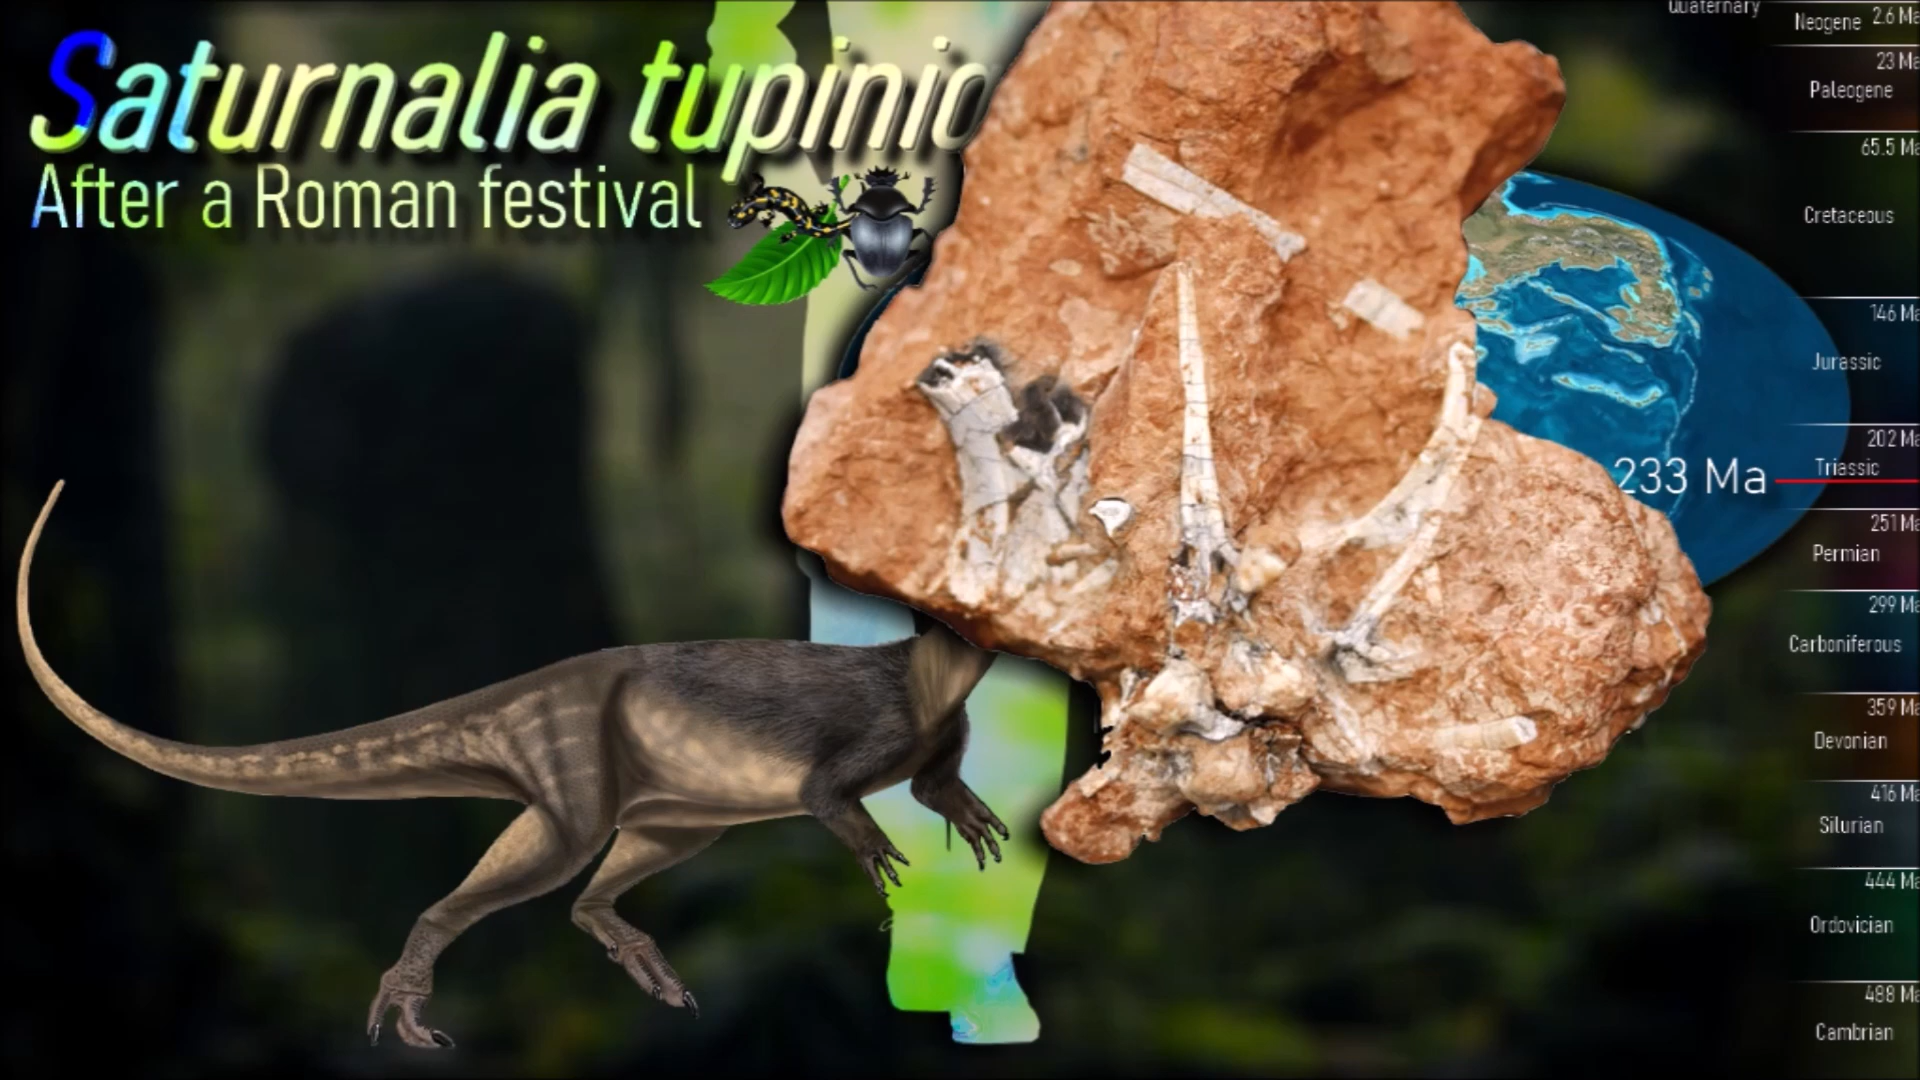 Saturnalia tupinic
After a Roman festival
Quaternary
2.6 Ma
Neogene
23 Ma
Paleogene
65.5 Ma
Cretaceous
146 Ma
Jurassic
202 Ma
Triassic
233 Ma
251 Ma
Permian
299 Ma
Carboniferous
359 Ma
Devonian
416 Ma
Silurian
444 Ma
Ordovician
488 Ma
Cambrian